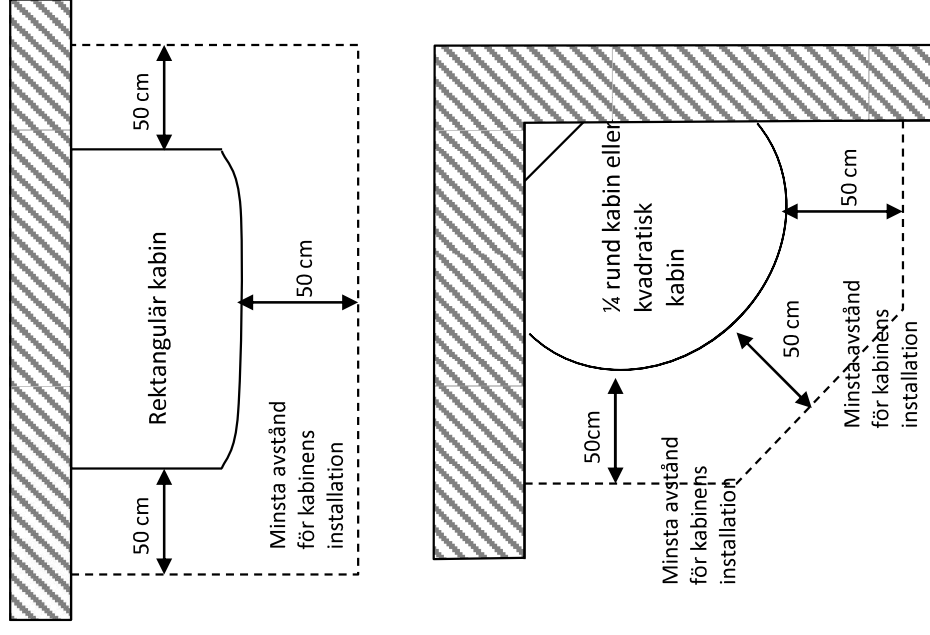 50 cm
Rektangulär kabin
50 cm
50 cm
Minsta avstånd
för kabinens
installation
¼ rund kabin eller
kvadratisk
kabin
50 cm
50 cm
50cm
Minsta avstånd
för kabinens
installation
Minsta avstånd
för kabinens
installation